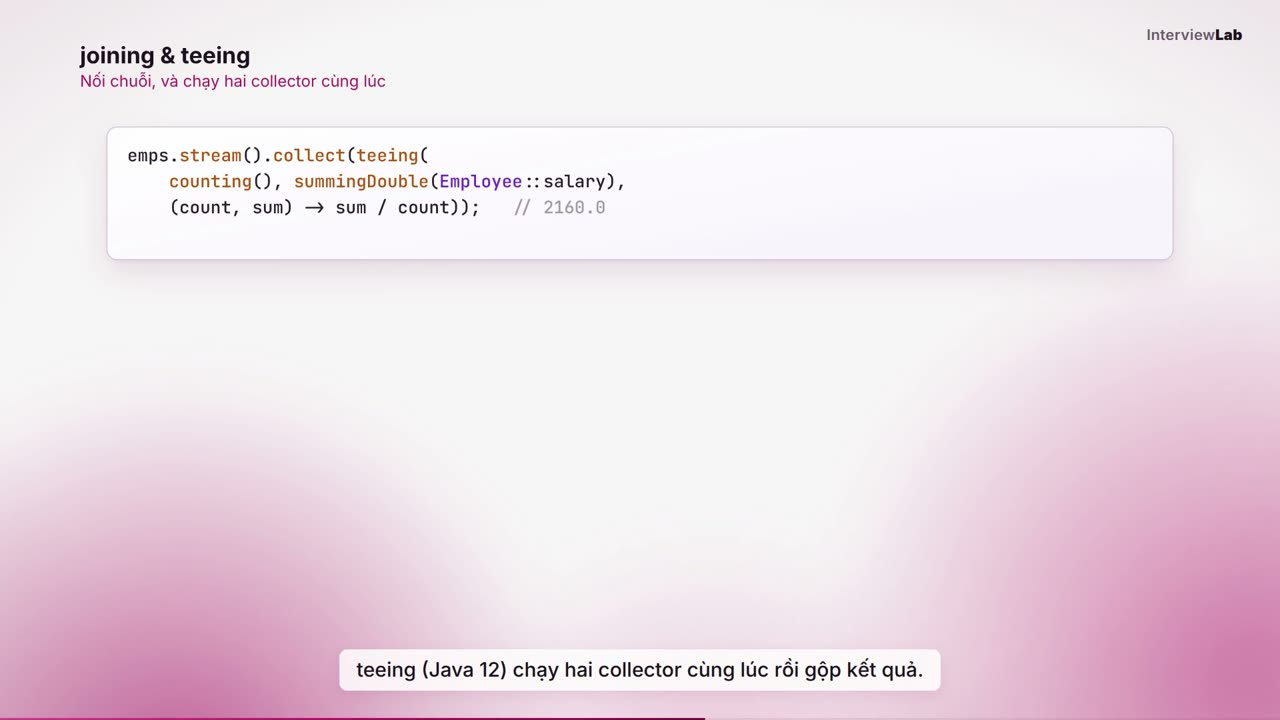 InterviewLab
joining & teeing
Nối chuỗi, và chạy hai collector cùng lúc
emps.stream().collect(teeing(
    counting(), summingDouble(Employee::salary),
    (count, sum) -> sum / count));   // 2160.0
teeing (Java 12) chạy hai collector cùng lúc rồi gộp kết quả.